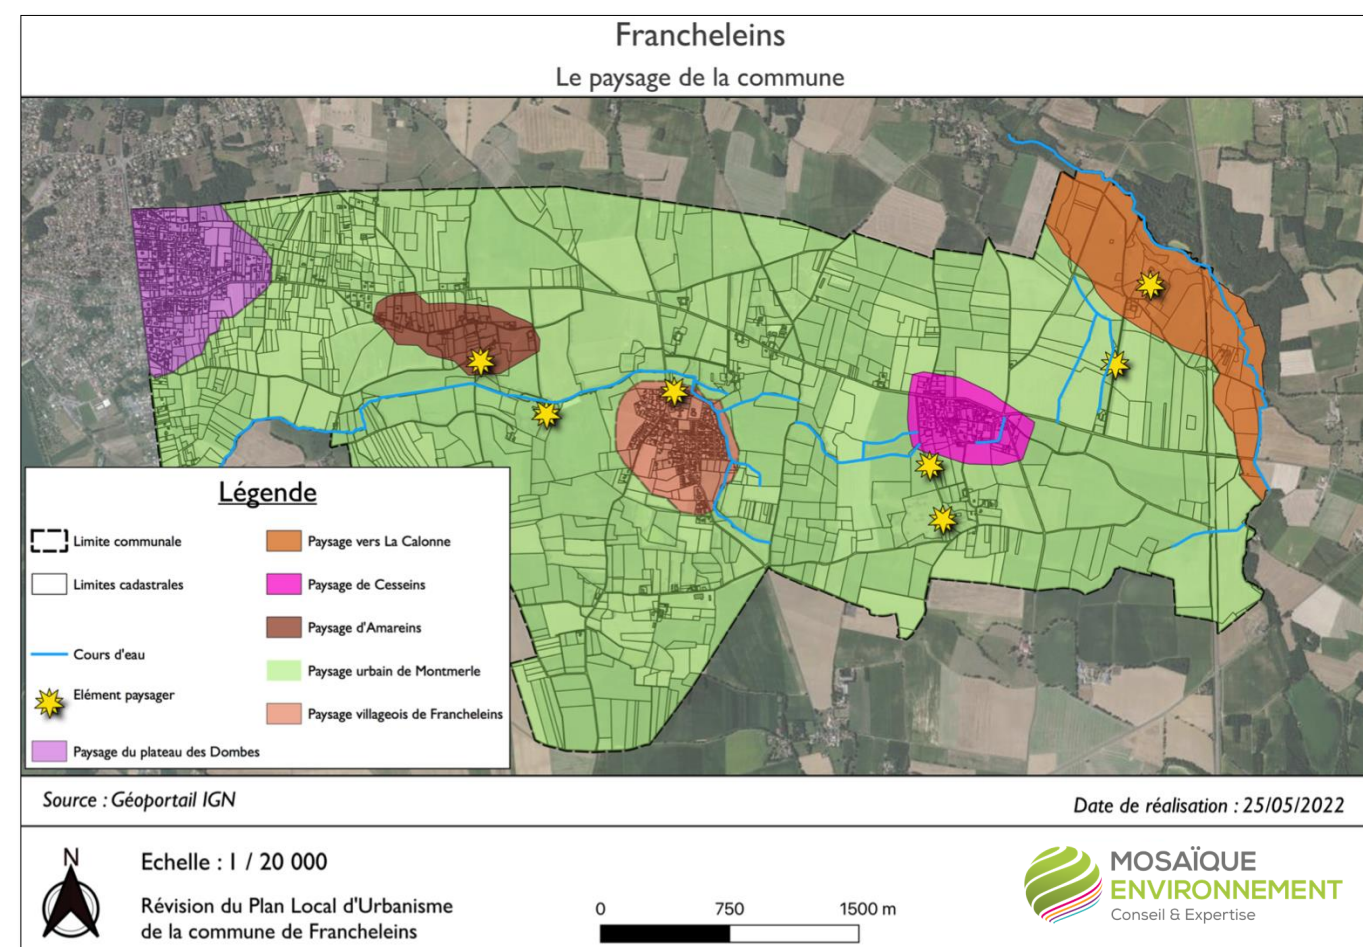 Francheleins
Le paysage de la commune
Légende
Limite communale
Limites cadastrales
Cours d'eau
Elément paysager
Paysage du plateau des Dombes
Paysage vers La Calonne
Paysage de Cesseins
Paysage d'Amareins
Paysage urbain de Montmerle
Paysage villageois de Francheleins
Source : Géoportail IGN
Date de réalisation : 25/05/2022
N
Echelle : 1 / 20 000
Révision du Plan Local d'Urbanisme
de la commune de Francheleins
0 750 1500 m
MOSAÏQUE
ENVIRONNEMENT
Conseil & Expertise